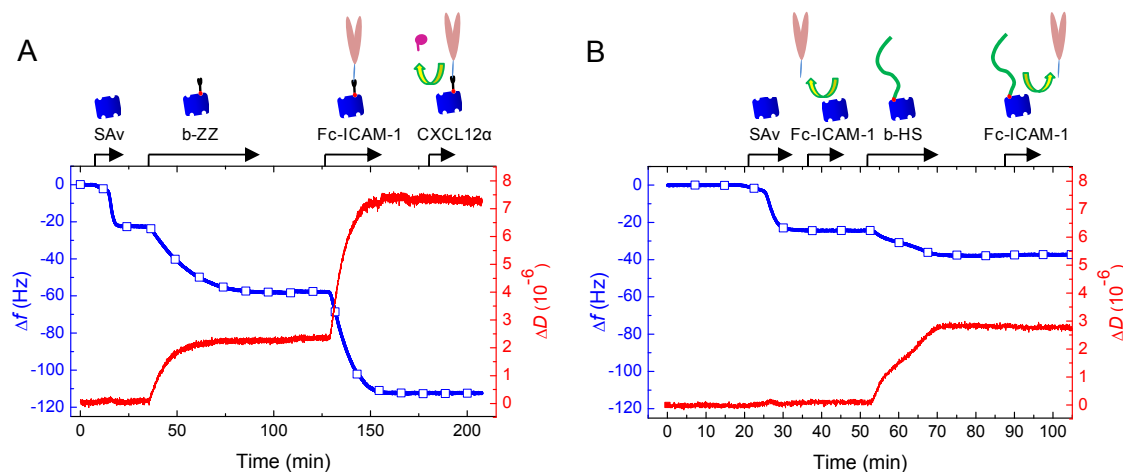 A
SAv
b-ZZ
Fc-ICAM-1
CXCL12α
0
-20
-40
-60
-80
-100
-120
Δf (Hz)
8
7
6
5
4
3
2
1
0
ΔD (10⁻⁶)
0 50 100 150 200
Time (min)
B
SAv Fc-ICAM-1 b-HS Fc-ICAM-1
0
-20
-40
-60
-80
-100
-120
Δf (Hz)
8
7
6
5
4
3
2
1
0
ΔD (10⁻⁶)
0 10 20 30 40 50 60 70 80 90 100
Time (min)